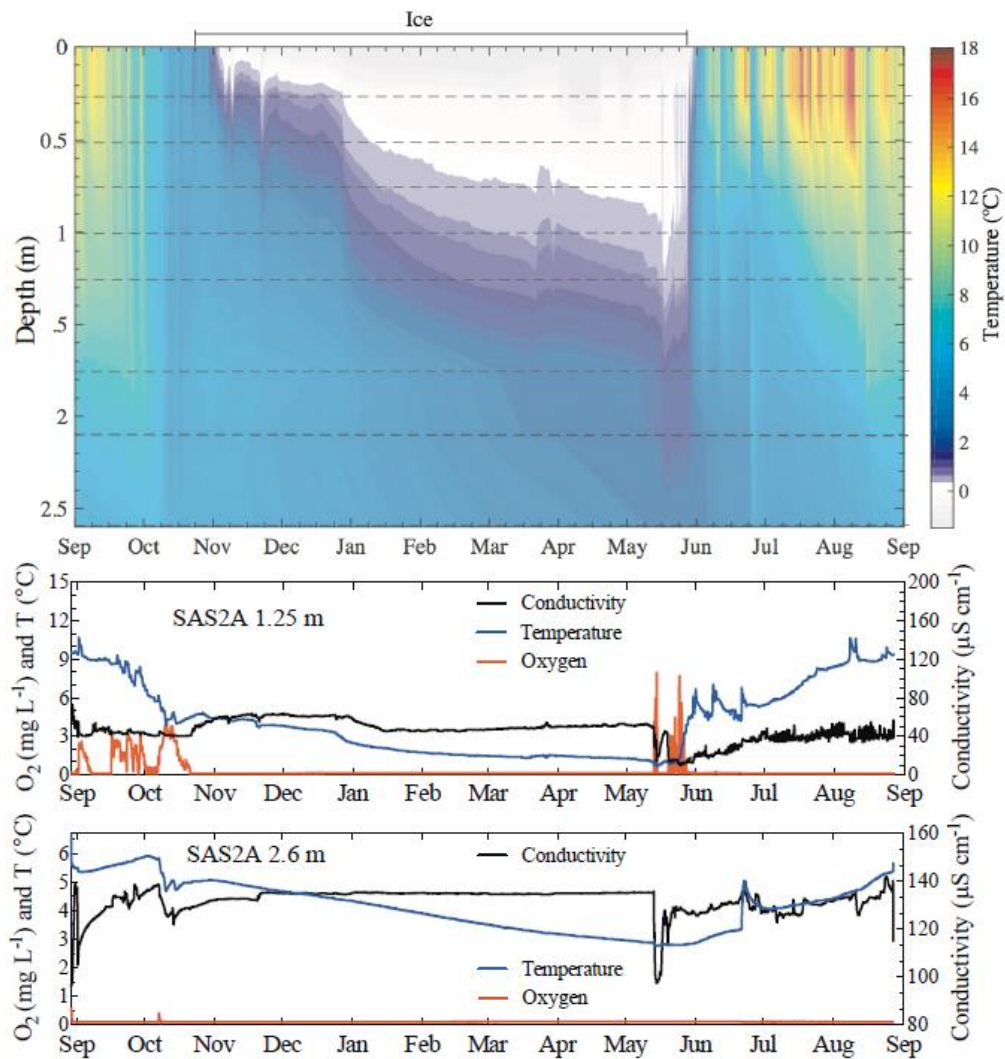 Ice
0
0.5
1
.5
2
2.5
Depth (m)
Sep Oct Nov Dec Jan Feb Mar Apr May Jun Jul Aug Sep
18
16
14
12
10
8
6
4
2
0
Temperature (°C)
15
12
9
6
3
0
O2 (mg L-1) and T (°C)
SAS2A 1.25 m
Conductivity
Temperature
Oxygen
200
160
120
80
40
0
Conductivity (µS cm-1)
Sep Oct Nov Dec Jan Feb Mar Apr May Jun Jul Aug Sep
6
5
4
3
2
1
0
O2 (mg L-1) and T (°C)
SAS2A 2.6 m
Conductivity
Temperature
Oxygen
160
140
120
100
80
Conductivity (µS cm-1)
Sep Oct Nov Dec Jan Feb Mar Apr May Jun Jul Aug Sep